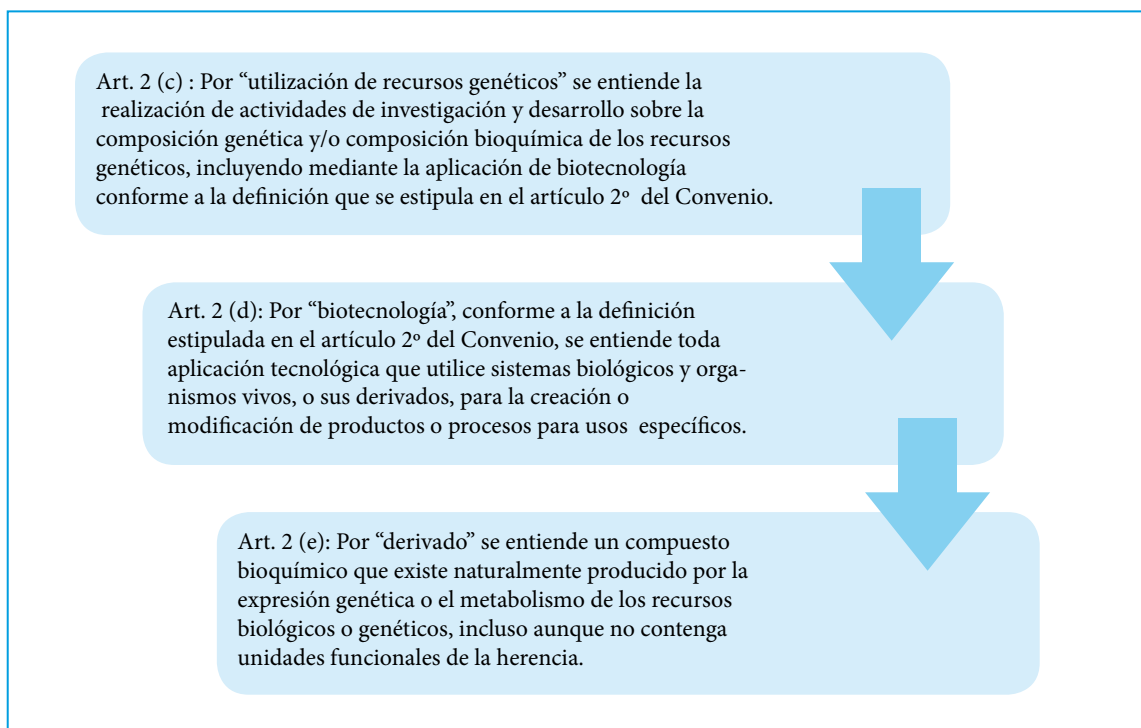 Art. 2 (c) : Por “utilización de recursos genéticos” se entiende la
realización de actividades de investigación y desarrollo sobre la
composición genética y/o composición bioquímica de los recursos
genéticos, incluyendo mediante la aplicación de biotecnología
conforme a la definición que se estipula en el artículo 2º del Convenio.
Art. 2 (d): Por “biotecnología”, conforme a la definición
estipulada en el artículo 2º del Convenio, se entiende toda
aplicación tecnológica que utilice sistemas biológicos y orga-
nismos vivos, o sus derivados, para la creación o
modificación de productos o procesos para usos específicos.
Art. 2 (e): Por “derivado” se entiende un compuesto
bioquímico que existe naturalmente producido por la
expresión genética o el metabolismo de los recursos
biológicos o genéticos, incluso aunque no contenga
unidades funcionales de la herencia.